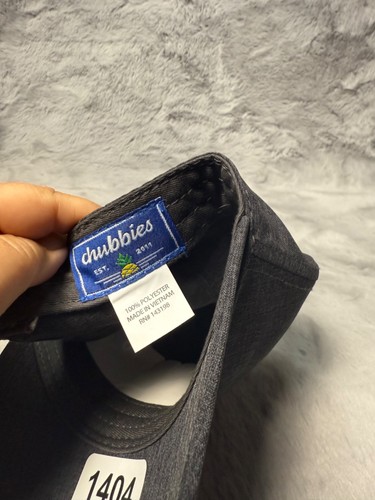 chubbies
EST. 2011
100% POLYESTER
MADE IN VIETNAM
RN# 143198
1404